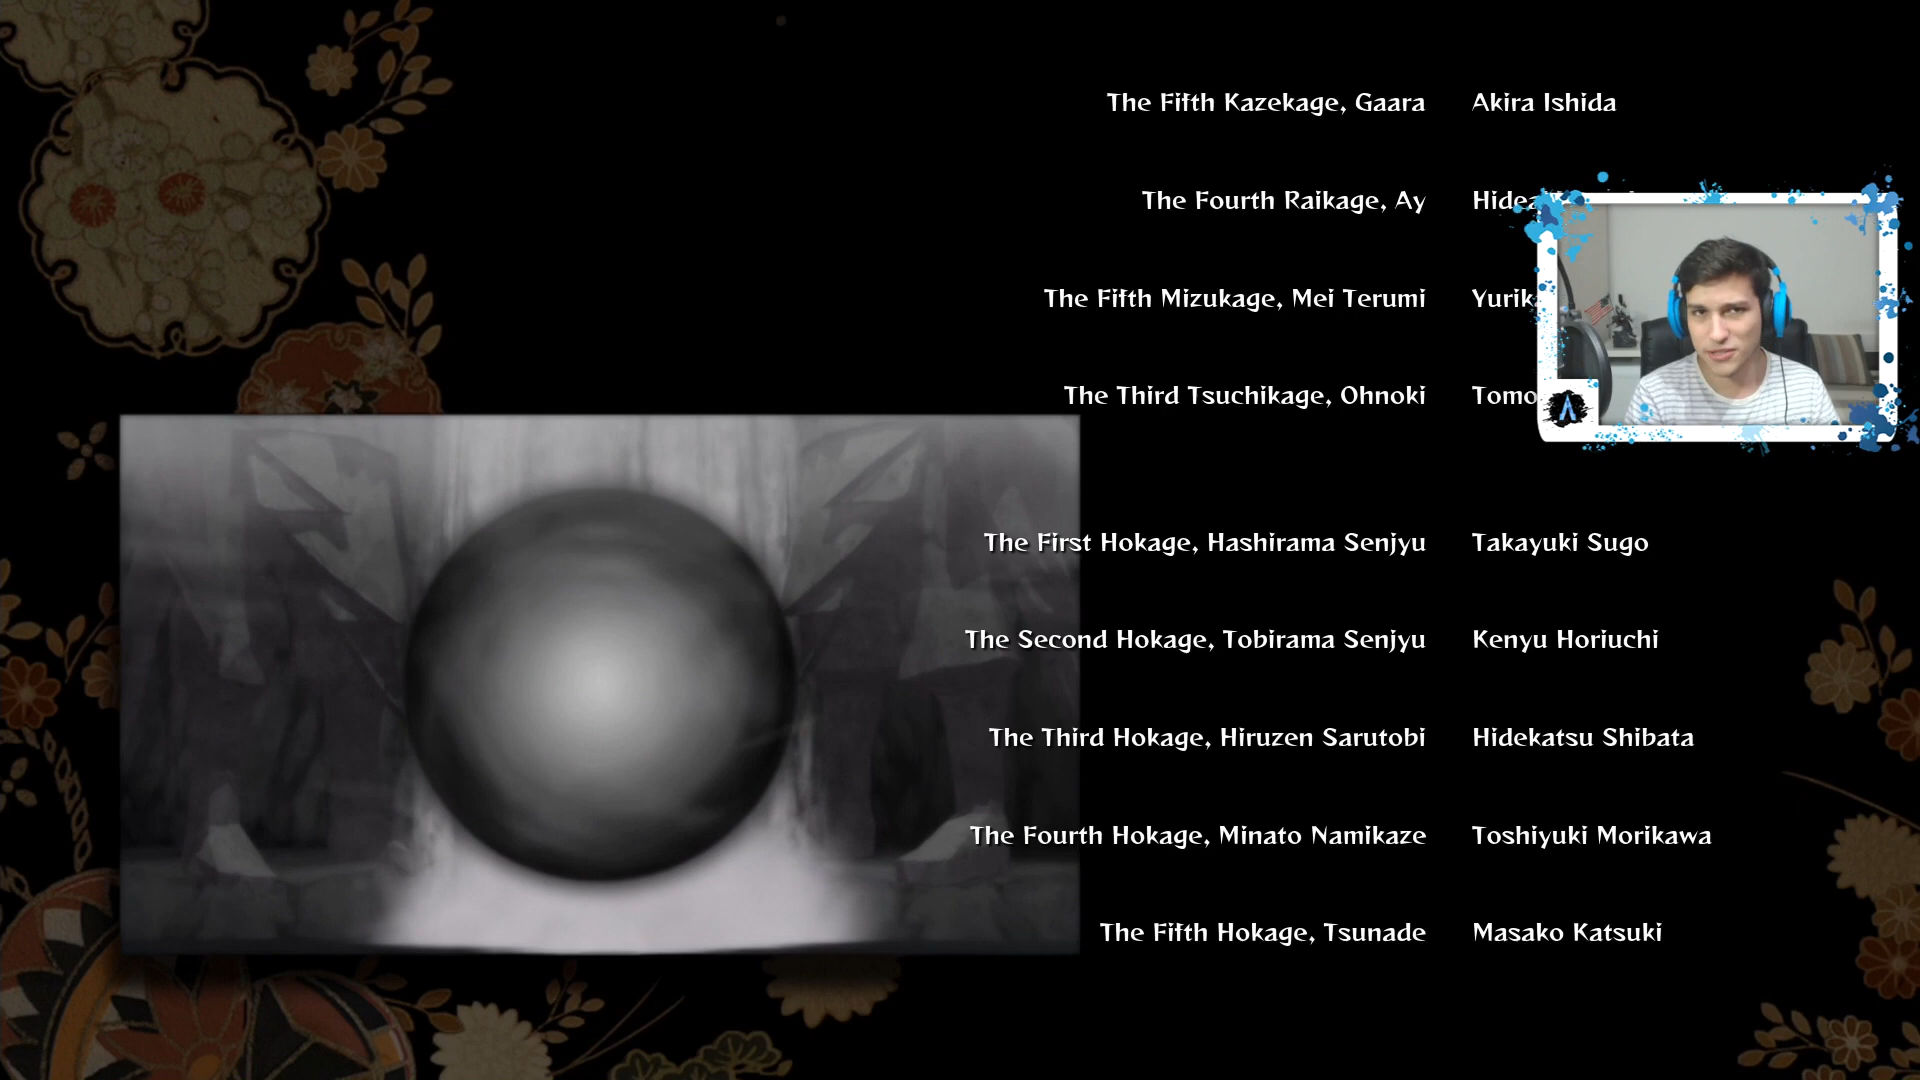 The Fifth Kazekage, Gaara Akira Ishida
The Fourth Raikage, Ay
The Fifth Mizukage, Mei Terumi
The Third Tsuchikage, Ohnoki
The First Hokage, Hashirama Senjyu Takayuki Sugo
The Second Hokage, Tobirama Senjyu Kenyu Horiuchi
The Third Hokage, Hiruzen Sarutobi Hidekatsu Shibata
The Fourth Hokage, Minato Namikaze Toshiyuki Morikawa
The Fifth Hokage, Tsunade Masako Katsuki